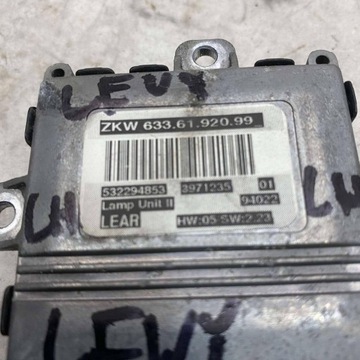 LEVY
ZKW 633.61.920.99
532294853 3971235 01
Lamp Unit II 94022
LEAR HW:05 SW:2.23
LEWY